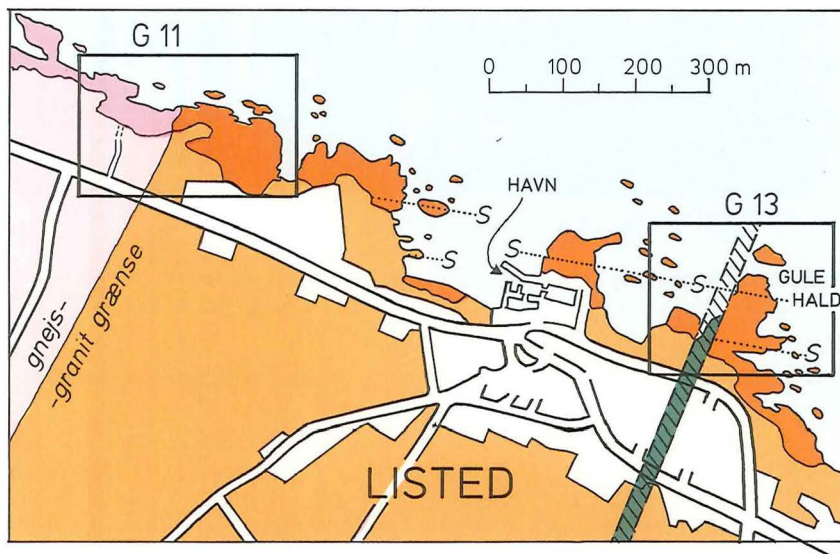 G 11
0 100 200 300 m
HAVN
G 13
S
S
S
S
GULE
HALD
S
gnejs-
-granit grænse
LISTED